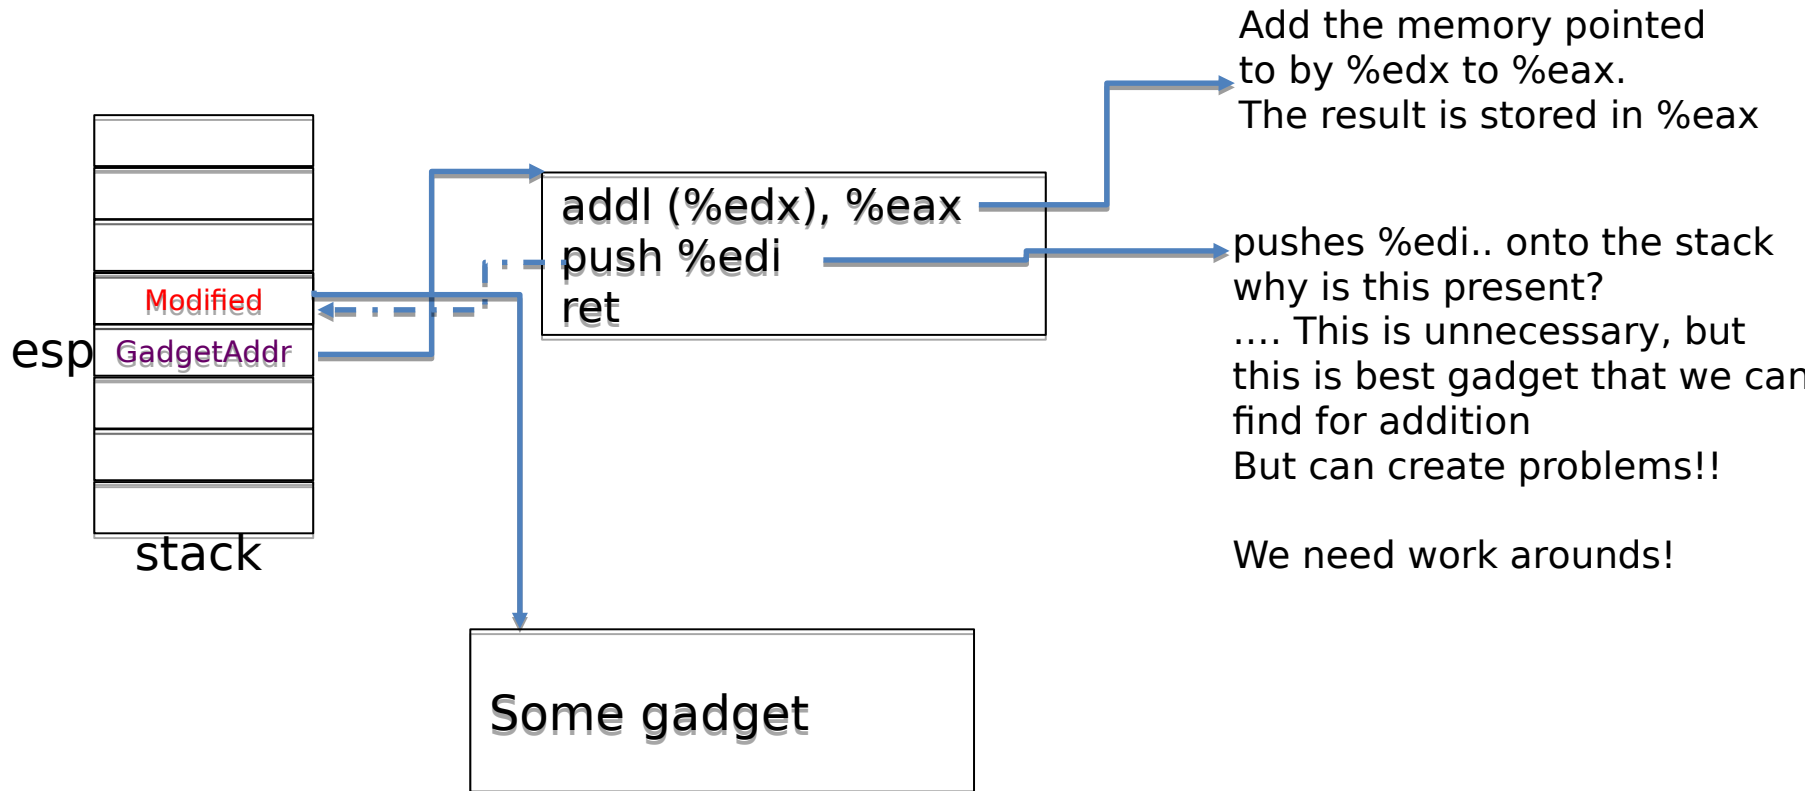 Add the memory pointed
to by %edx to %eax.
The result is stored in %eax
addl (%edx), %eax
push %edi
ret
pushes %edi.. onto the stack
why is this present?
…. This is unnecessary, but
this is best gadget that we can
find for addition
But can create problems!!
We need work arounds!
Modified
esp
GadgetAddr
stack
Some gadget